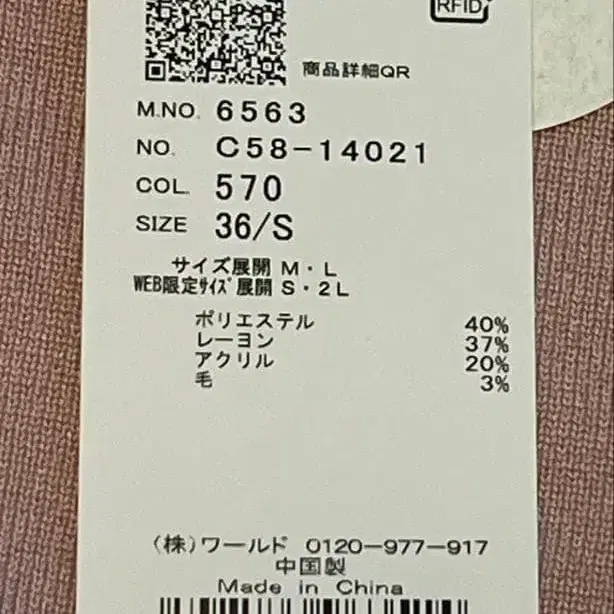 RFID
商品詳細QR
M.NO. 6563
NO. C58-14021
COL. 570
SIZE 36/S
サイズ展開 M・L
WEB限定ｻｲｽﾞ展開 S・2L
ポリエステル 40%
レーヨン 37%
アクリル 20%
毛 3%
(株)ワールド 0120-977-917
中国製
Made in China